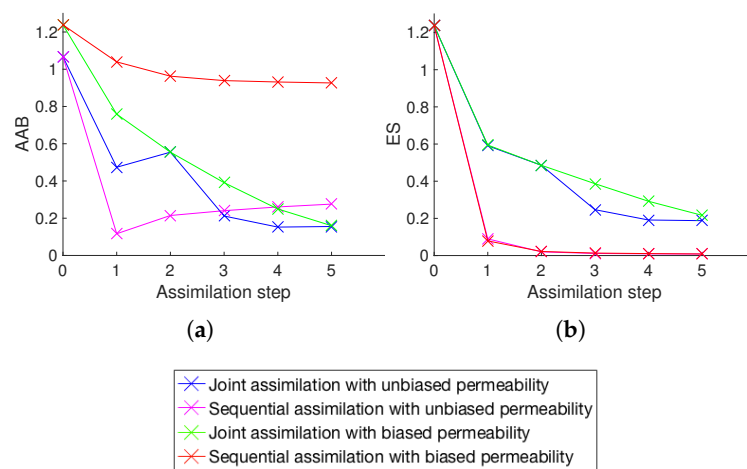 1.2
1
0.8
0.6
0.4
0.2
0
AAB
0 1 2 3 4 5
Assimilation step
(a)
1.2
1
0.8
0.6
0.4
0.2
0
ES
0 1 2 3 4 5
Assimilation step
(b)
Joint assimilation with unbiased permeability
Sequential assimilation with unbiased permeability
Joint assimilation with biased permeability
Sequential assimilation with biased permeability